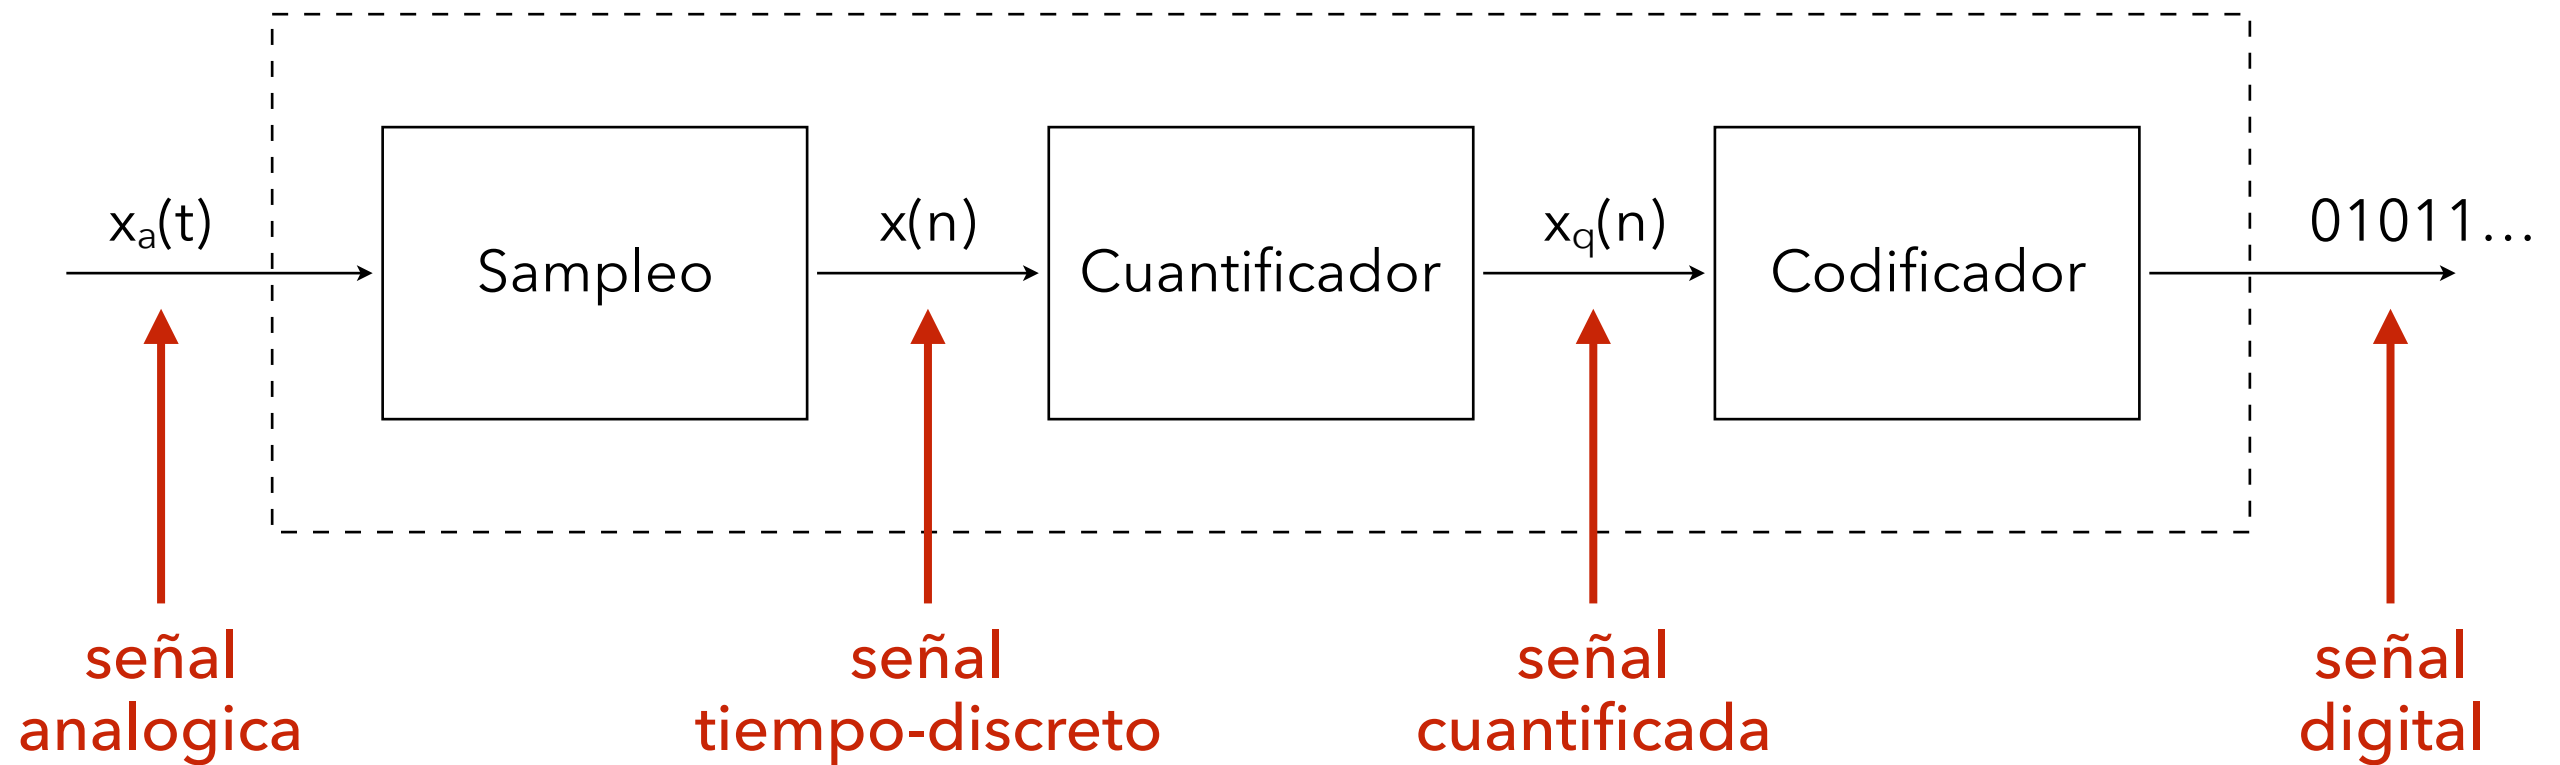 xa(t)
Sampleo
x(n)
Cuantificador
xq(n)
Codificador
01011...
señal
analogica
señal
tiempo-discreto
señal
cuantificada
señal
digital